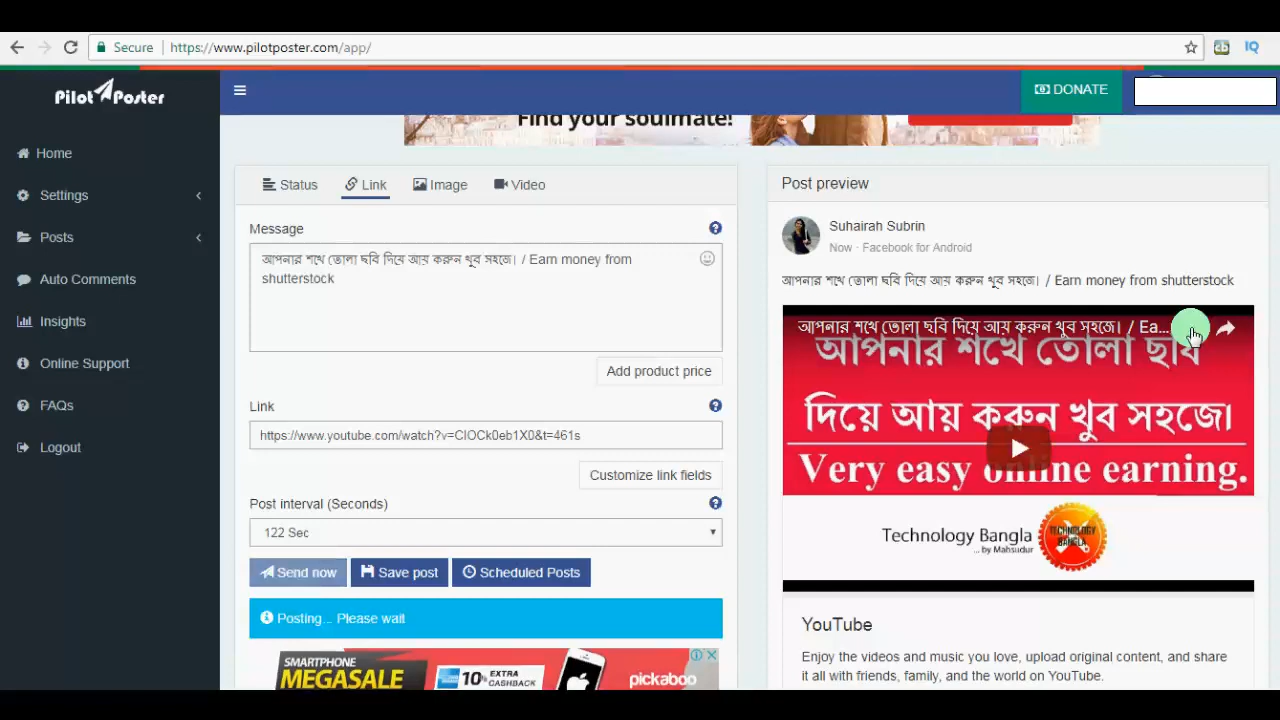 Secure https://www.pilotposter.com/app/
IQ
Pilot Poster
DONATE
Find your soulmate!
Home
Settings
Posts
Auto Comments
Insights
Online Support
FAQs
Logout
Status Link Image Video
Message
আপনার শখে তোলা ছবি দিয়ে আয় করুন খুব সহজে। / Earn money from
shutterstock
Add product price
Link
https://www.youtube.com/watch?v=ClOCk0eb1X0&t=461s
Customize link fields
Post interval (Seconds)
122 Sec
Send now Save post Scheduled Posts
Posting... Please wait
SMARTPHONE
MEGASALE
10% EXTRA
CASHBACK
pickaboo
Post preview
Suhairah Subrin
Now · Facebook for Android
আপনার শখে তোলা ছবি দিয়ে আয় করুন খুব সহজে। / Earn money from shutterstock
আপনার শখে তোলা ছবি দিয়ে আয় করুন খুব সহজে। / Ea...
আপনার শখে তোলা ছবি
দিয়ে আয় করুন খুব সহজে।
Very easy online earning.
Technology Bangla
... by Mahsudur
TECHNOLOGY
BANGLA
YouTube
Enjoy the videos and music you love, upload original content, and share
it all with friends, family, and the world on YouTube.